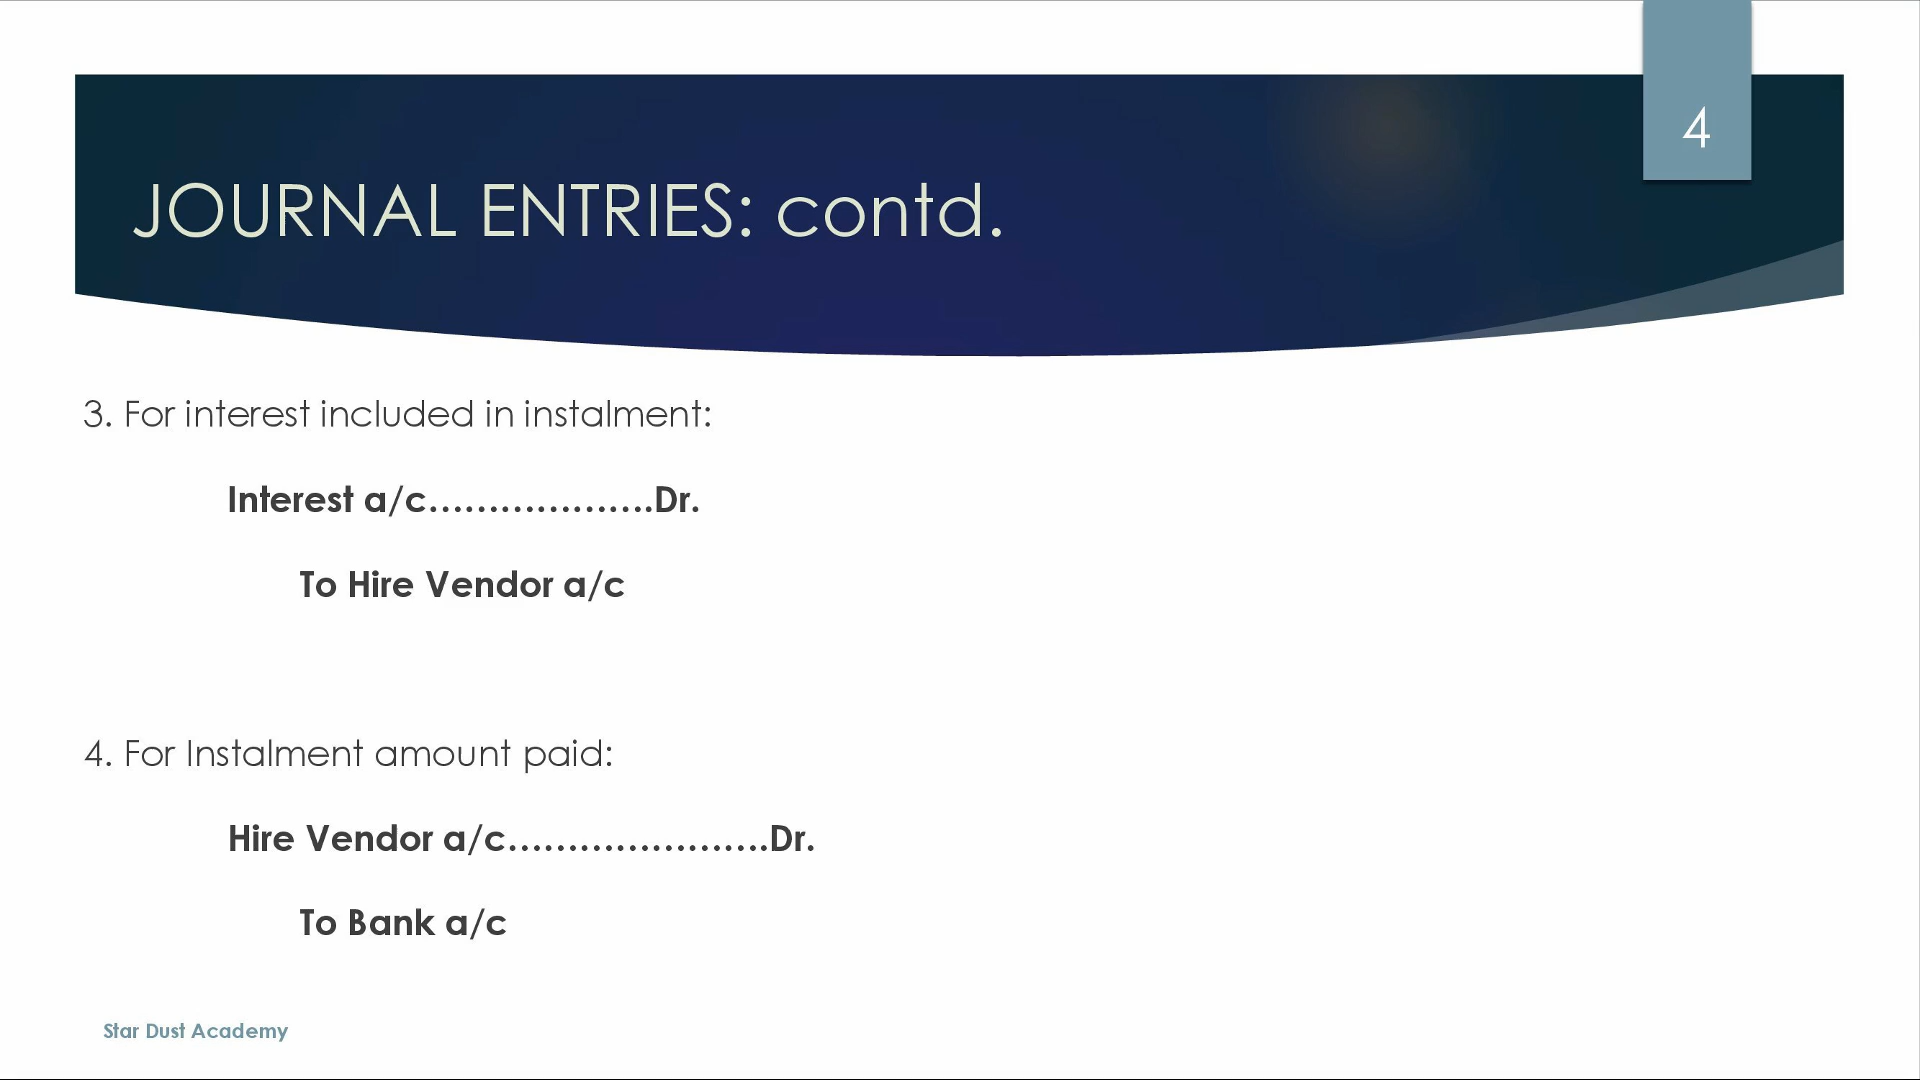 4
JOURNAL ENTRIES: contd.
3. For interest included in instalment:
Interest a/c……………….Dr.
To Hire Vendor a/c
4. For Instalment amount paid:
Hire Vendor a/c………………….Dr.
To Bank a/c
Star Dust Academy